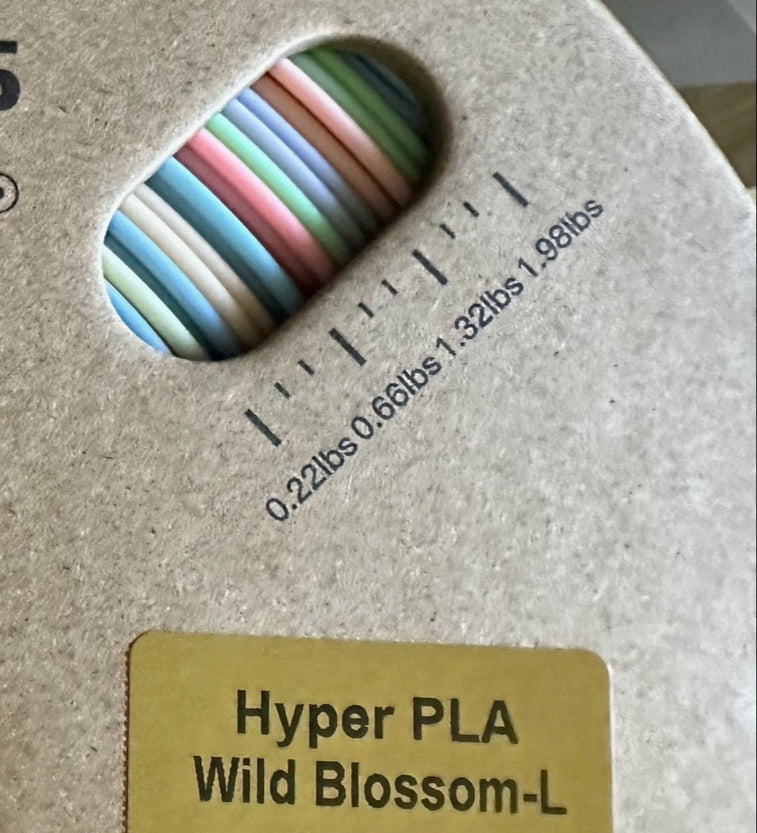 0.22lbs 0.66lbs 1.32lbs 1.98lbs
Hyper PLA
Wild Blossom-L